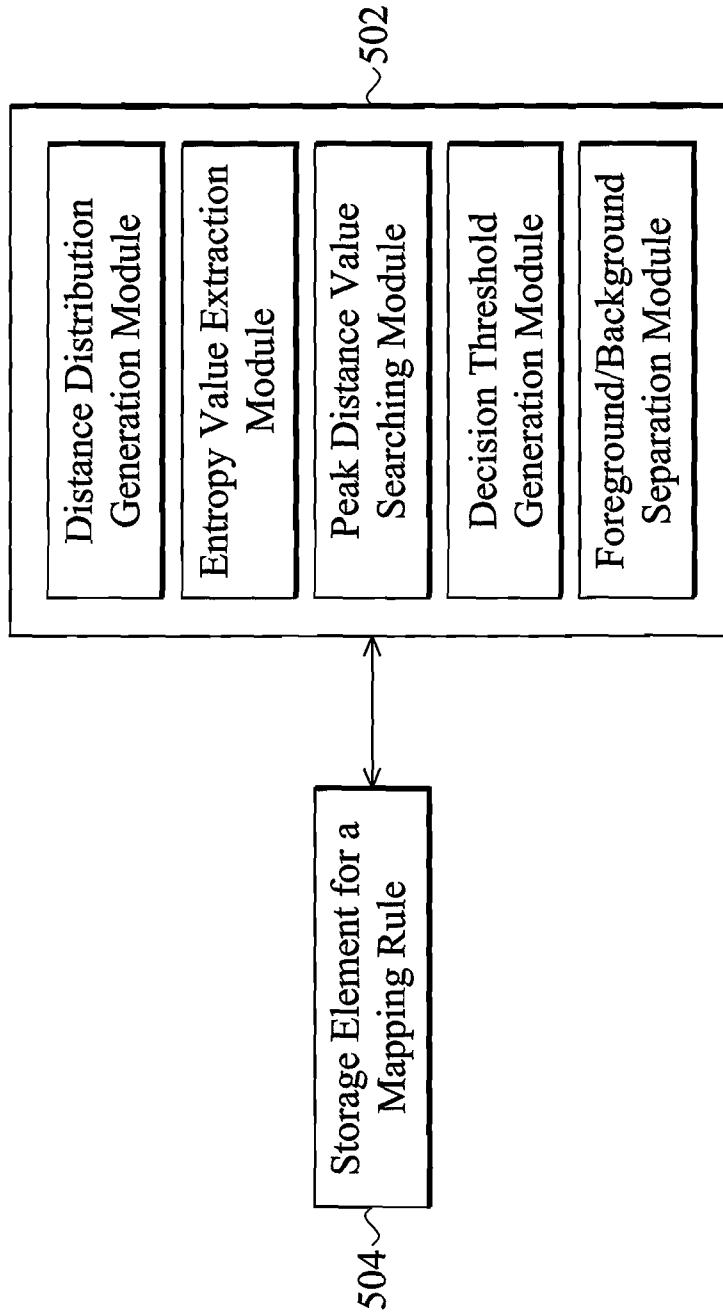 504
Storage Element for a
Mapping Rule
502
Distance Distribution
Generation Module
Entropy Value Extraction
Module
Peak Distance Value
Searching Module
Decision Threshold
Generation Module
Foreground/Background
Separation Module